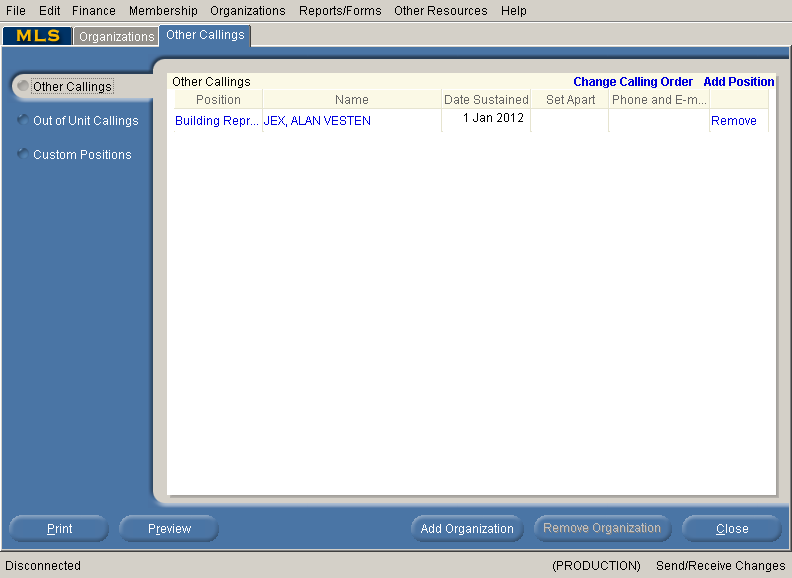 File Edit Finance Membership Organizations Reports/Forms Other Resources Help
MLS Organizations Other Callings
Other Callings
Out of Unit Callings
Custom Positions
Other Callings Change Calling Order Add Position
Position Name Date Sustained Set Apart Phone and E-m...
Building Repr... JEX, ALAN VESTEN 1 Jan 2012 Remove
Print Preview Add Organization Remove Organization Close
Disconnected (PRODUCTION) Send/Receive Changes